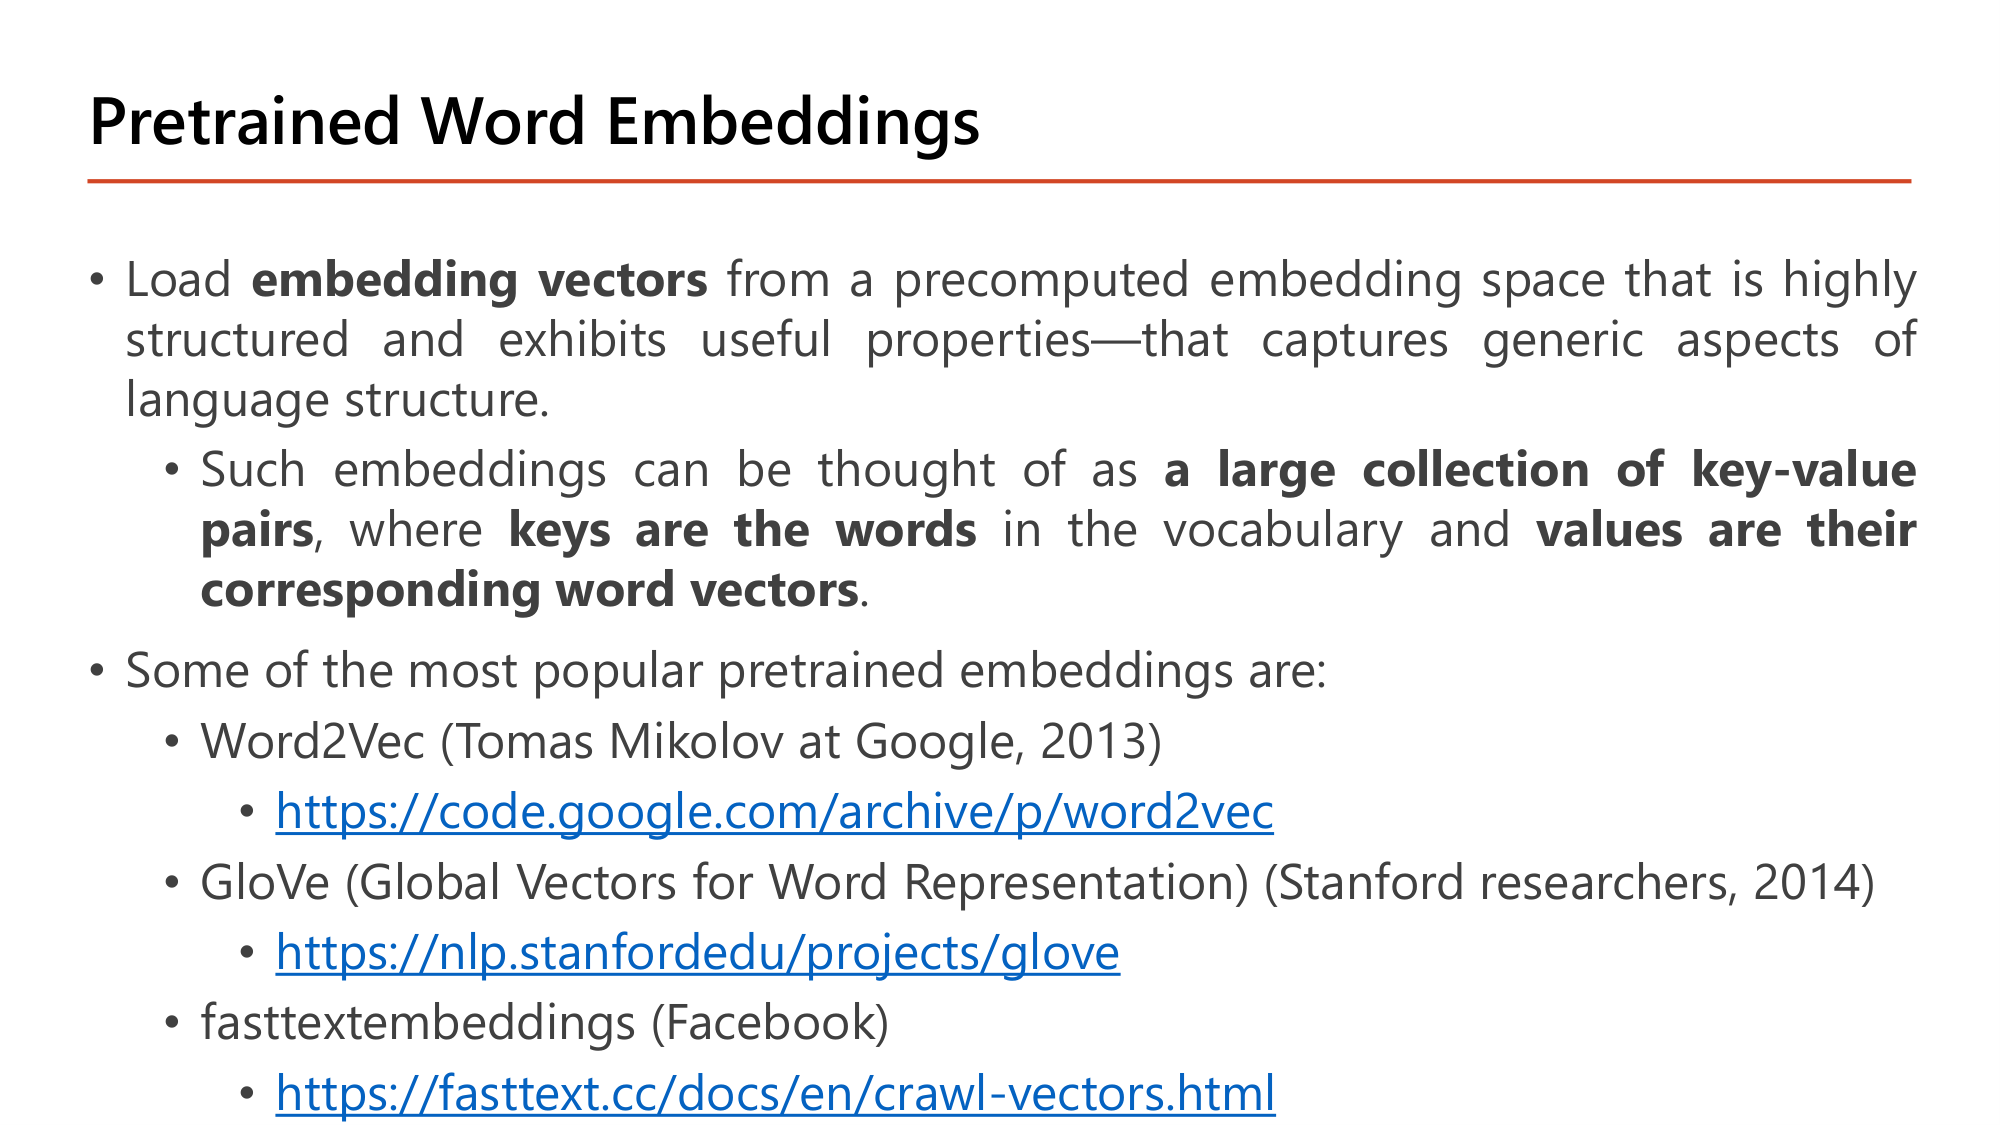 Pretrained Word Embeddings
• Load embedding vectors from a precomputed embedding space that is highly
structured and exhibits useful properties—that captures generic aspects of
language structure.
• Such embeddings can be thought of as a large collection of key-value
pairs, where keys are the words in the vocabulary and values are their
corresponding word vectors.
• Some of the most popular pretrained embeddings are:
• Word2Vec (Tomas Mikolov at Google, 2013)
• https://code.google.com/archive/p/word2vec
• GloVe (Global Vectors for Word Representation) (Stanford researchers, 2014)
• https://nlp.stanfordedu/projects/glove
• fasttextembeddings (Facebook)
• https://fasttext.cc/docs/en/crawl-vectors.html